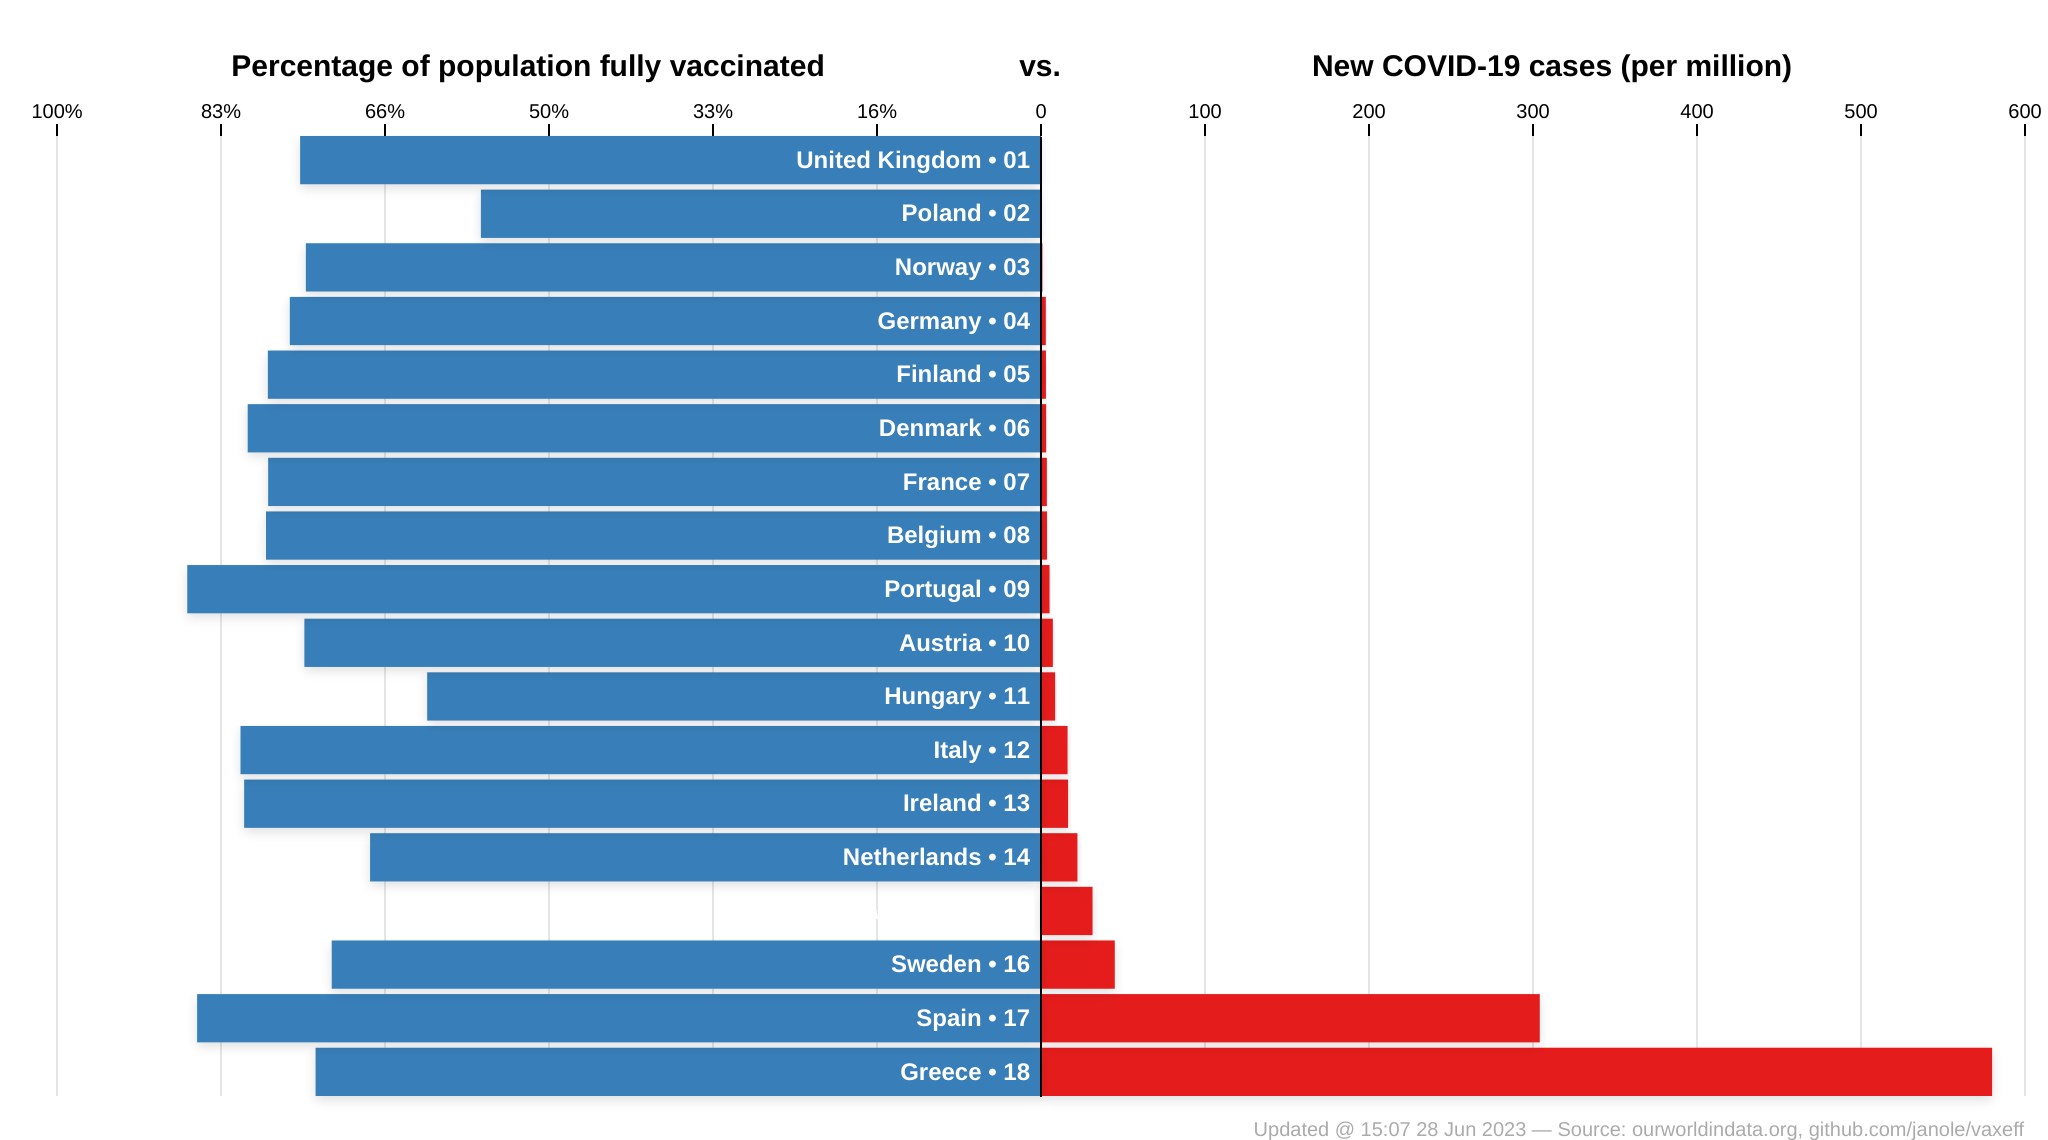 Percentage of population fully vaccinated vs. New COVID-19 cases (per million)
100% 83% 66% 50% 33% 16% 0 100 200 300 400 500 600
United Kingdom • 01
Poland • 02
Norway • 03
Germany • 04
Finland • 05
Denmark • 06
France • 07
Belgium • 08
Portugal • 09
Austria • 10
Hungary • 11
Italy • 12
Ireland • 13
Netherlands • 14
Sweden • 16
Spain • 17
Greece • 18
Updated @ 15:07 28 Jun 2023 — Source: ourworldindata.org, github.com/janole/vaxeff